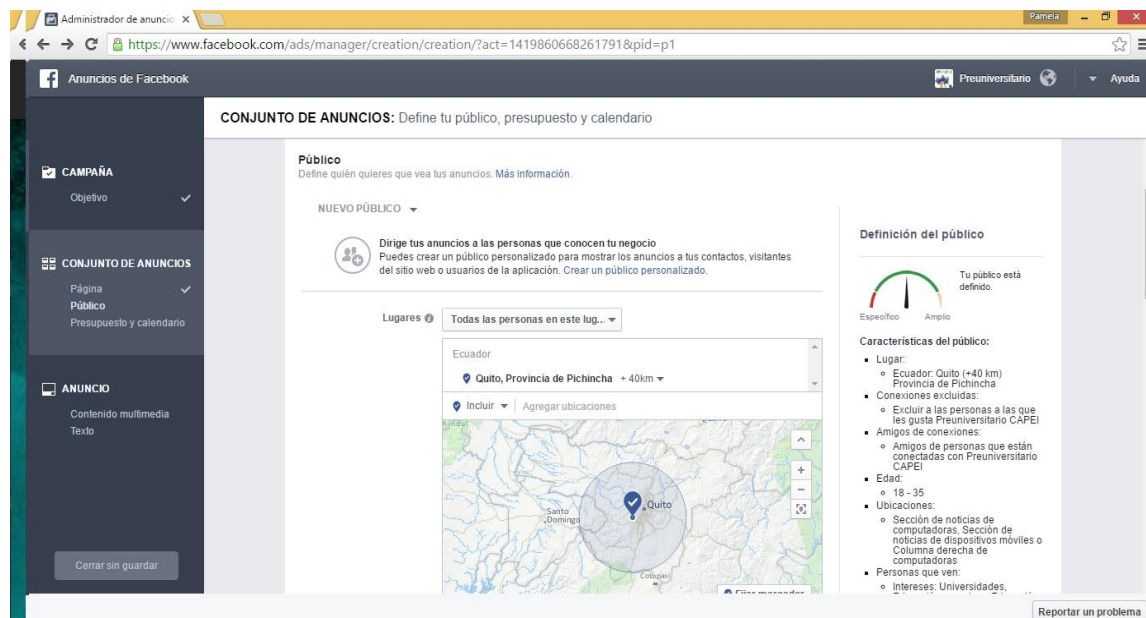 Administrador de anuncio
Pamela
https://www.facebook.com/ads/manager/creation/creation/?act=1419860668261791&pid=p1
Anuncios de Facebook
Preuniversitario
Ayuda
CONJUNTO DE ANUNCIOS: Define tu público, presupuesto y calendario
CAMPAÑA
Objetivo
CONJUNTO DE ANUNCIOS
Página
Público
Presupuesto y calendario
ANUNCIO
Contenido multimedia
Texto
Cerrar sin guardar
Público
Define quién quieres que vea tus anuncios. Más información.
NUEVO PÚBLICO
Dirige tus anuncios a las personas que conocen tu negocio
Puedes crear un público personalizado para mostrar los anuncios a tus contactos, visitantes
del sitio web o usuarios de la aplicación. Crear un público personalizado.
Lugares
Todas las personas en este lug...
Ecuador
Quito, Provincia de Pichincha + 40km
Incluir
Agregar ubicaciones
Quito
Santo
Domingo
Cotopaxi
Fijar marcador
Definición del público
Tu público está
definido.
Específico
Amplio
Características del público:
Lugar:
Ecuador: Quito (+40 km)
Provincia de Pichincha
Conexiones excluidas:
Excluir a las personas a las que
les gusta Preuniversitario CAPEI
Amigos de conexiones:
Amigos de personas que están
conectadas con Preuniversitario
CAPEI
Edad:
18 - 35
Ubicaciones:
Sección de noticias de
computadoras, Sección de
noticias de dispositivos móviles o
Columna derecha de
computadoras
Personas que ven:
Intereses: Universidades,
Reportar un problema